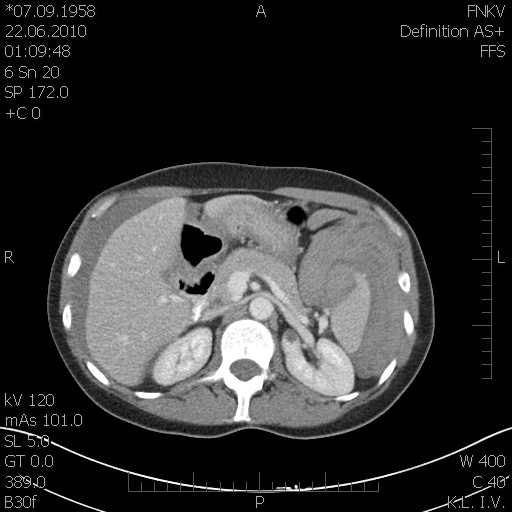 *07.09.1958
22.06.2010
01:09:48
6 Sn 20
SP 172.0
+C 0
A
FNKV
Definition AS+
FFS
R
L
kV 120
mAs 101.0
SL 5.0
GT 0.0
389.0
B30f
P
W 400
C 40
K.L. I.V.